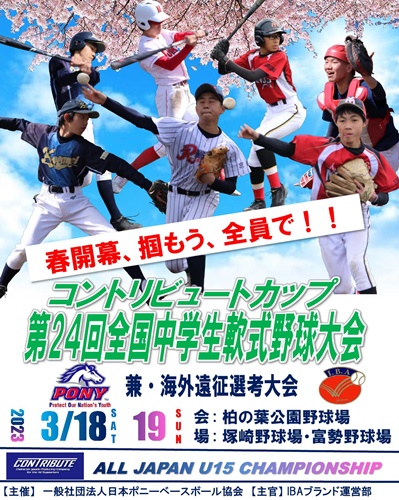 春開幕、掴もう、全員で！！
コントリビュートカップ
第24回全国中学生軟式野球大会
PONY
Protect Our Nation's Youth
兼・海外遠征選考大会
I.B.A
2023 3/18 SAT 19 SUN
会：柏の葉公園野球場
場：塚崎野球場・富勢野球場
CONTRIBUTE
ALL JAPAN U15 CHAMPIONSHIP
【主催】 一般社団法人日本ポニーベースボール協会 【主官】IBAブランド運営部